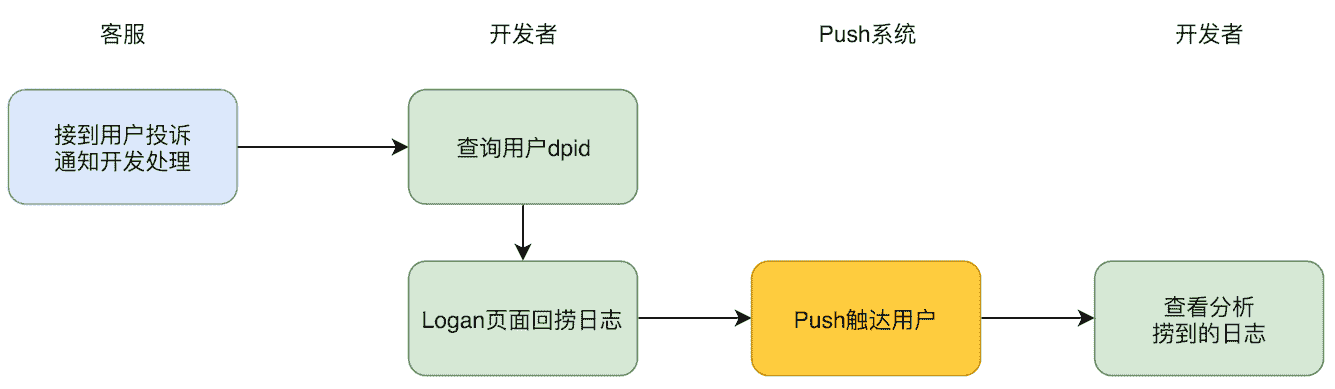 客服
开发者
Push系统
开发者
接到用户投诉
通知开发处理
查询用户dpid
Logan页面回捞日志
Push触达用户
查看分析
捞到的日志